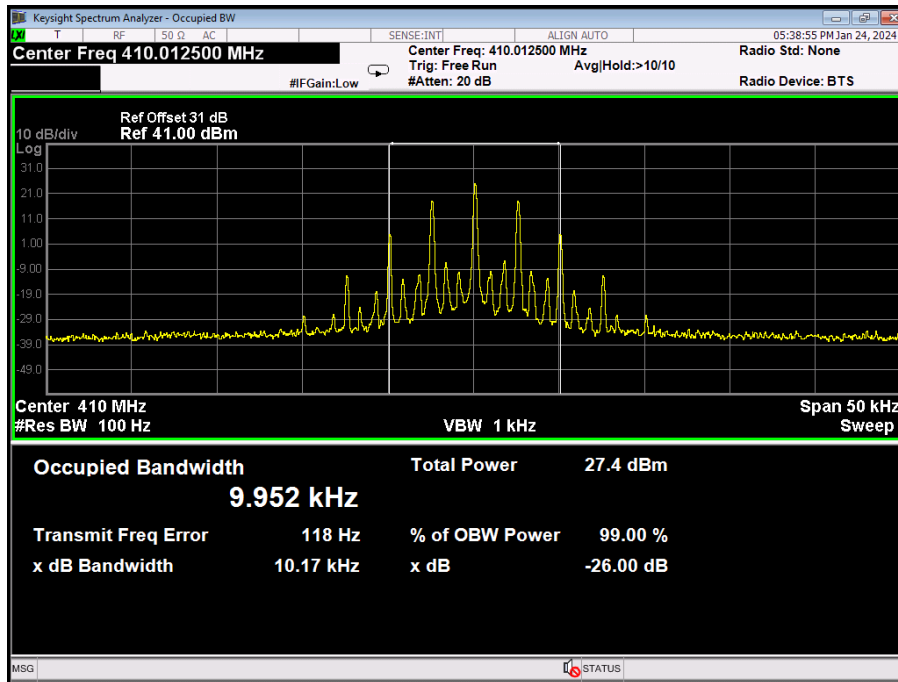 Keysight Spectrum Analyzer - Occupied BW
LXI T RF 50 Ω AC SENSE:INT ALIGN AUTO 05:38:55 PM Jan 24, 2024
Center Freq 410.012500 MHz
Center Freq: 410.012500 MHz
Radio Std: None
Trig: Free Run Avg|Hold:>10/10
#IFGain:Low #Atten: 20 dB Radio Device: BTS
Ref Offset 31 dB
10 dB/div Ref 41.00 dBm
Log
31.0
21.0
11.0
1.00
-9.00
-19.0
-29.0
-39.0
-49.0
Center 410 MHz Span 50 kHz
#Res BW 100 Hz VBW 1 kHz Sweep
Occupied Bandwidth Total Power 27.4 dBm
9.952 kHz
Transmit Freq Error 118 Hz % of OBW Power 99.00 %
x dB Bandwidth 10.17 kHz x dB -26.00 dB
MSG STATUS